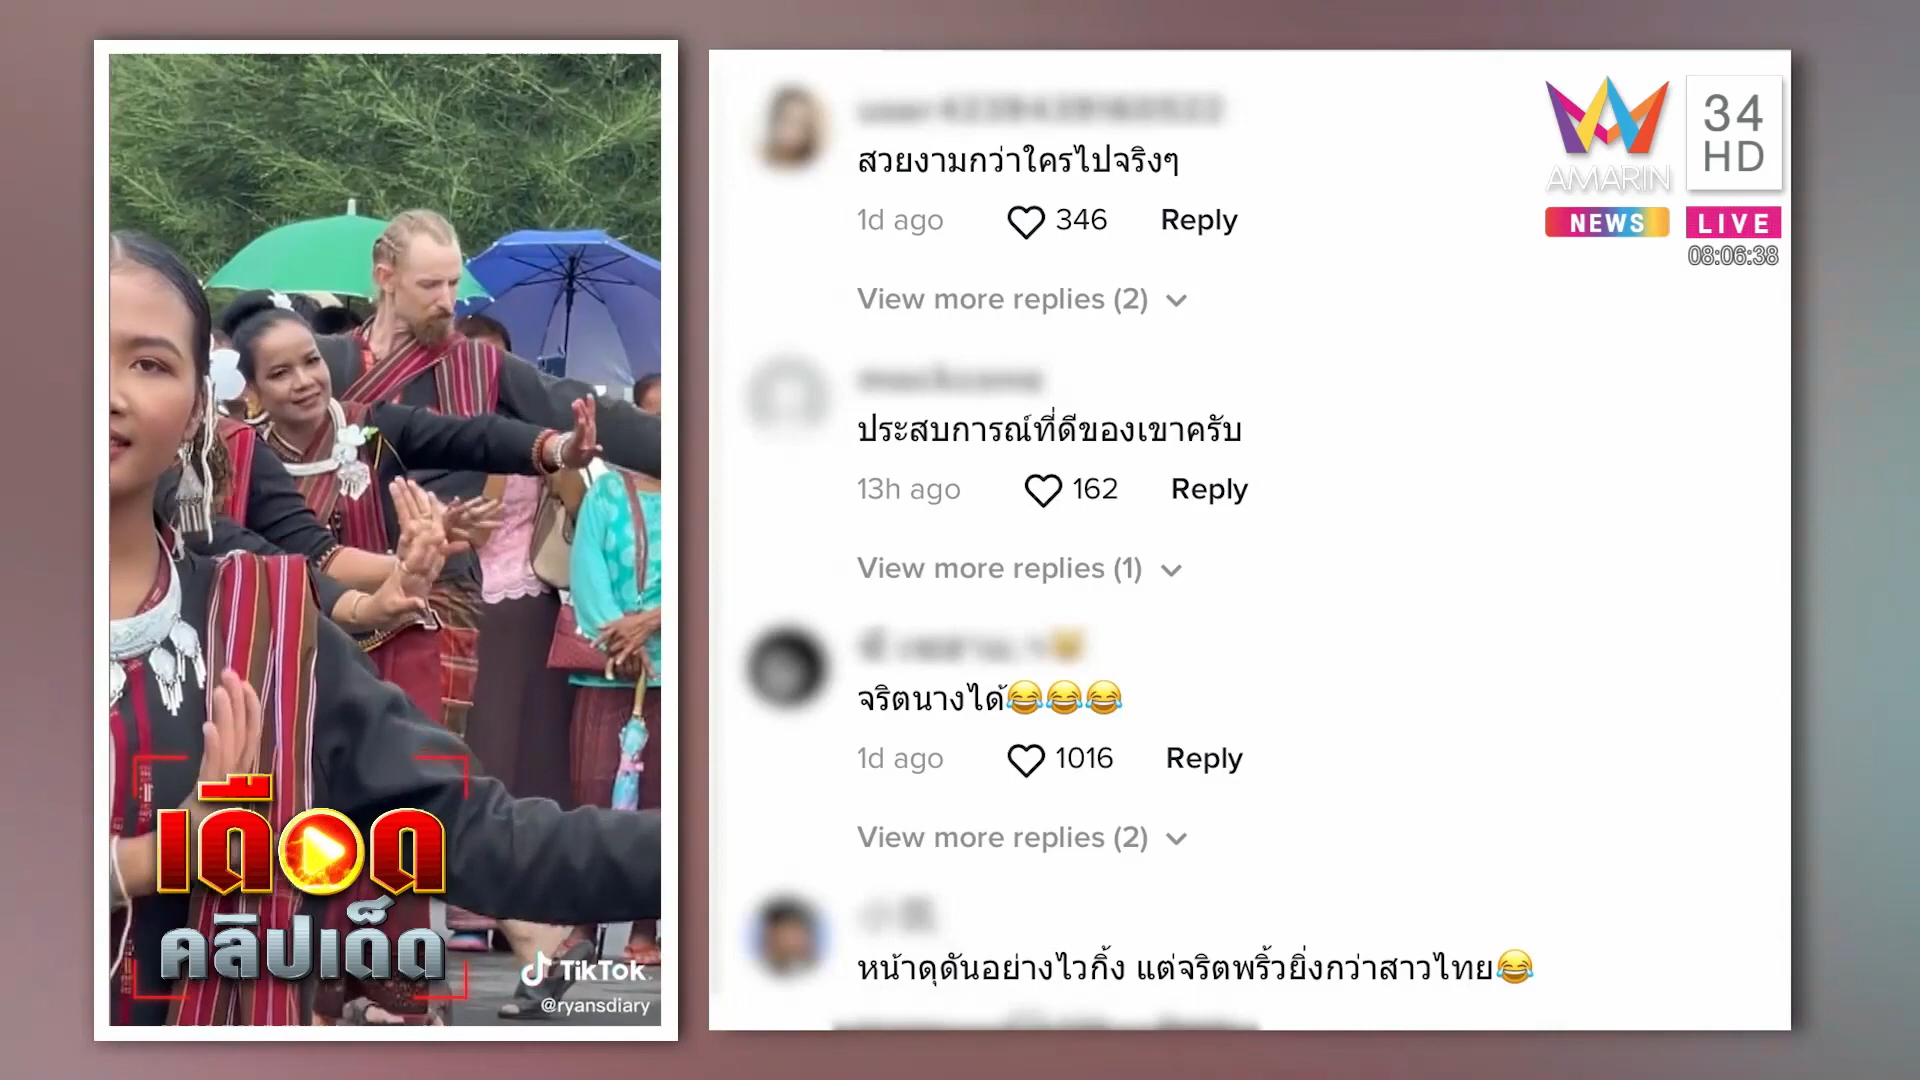 สวยงามกว่าใครไปจริงๆ
1d ago 346 Reply
View more replies (2)
ประสบการณ์ที่ดีของเขาครับ
13h ago 162 Reply
View more replies (1)
จริตนางได้😂😂😂
1d ago 1016 Reply
View more replies (2)
หน้าดุดันอย่างไวกิ้ง แต่จริตพริ้วยิ่งกว่าสาวไทย😂
AMARIN
NEWS
34
HD
LIVE
08:06:38
เดือด
คลิปเด็ด
TikTok
@ryansdiary